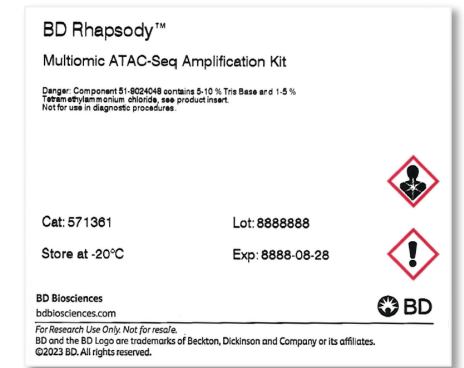 BD Rhapsody™
Multiomic ATAC-Seq Amplification Kit
Danger: Component 51-9024048 contains 5-10 % Tris Base and 1-5 %
Tetramethylammonium chloride, see product insert.
Not for use in diagnostic procedures.
Cat: 571361 Lot: 8888888
Store at -20°C Exp: 8888-08-28
BD Biosciences
bdbiosciences.com
BD
For Research Use Only. Not for resale.
BD and the BD Logo are trademarks of Beckton, Dickinson and Company or its affiliates.
©2023 BD. All rights reserved.